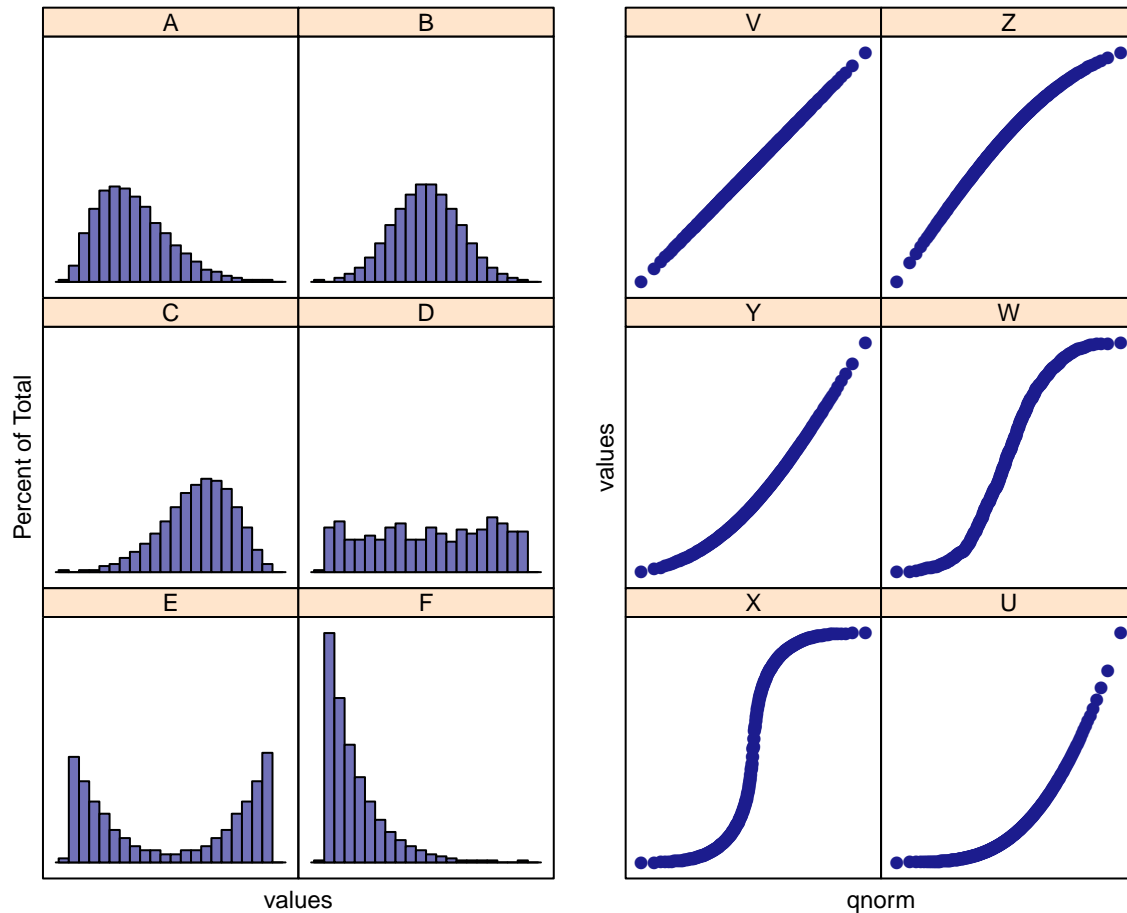 A B
C D
E F
Percent of Total
values
V Z
Y W
X U
values
qnorm